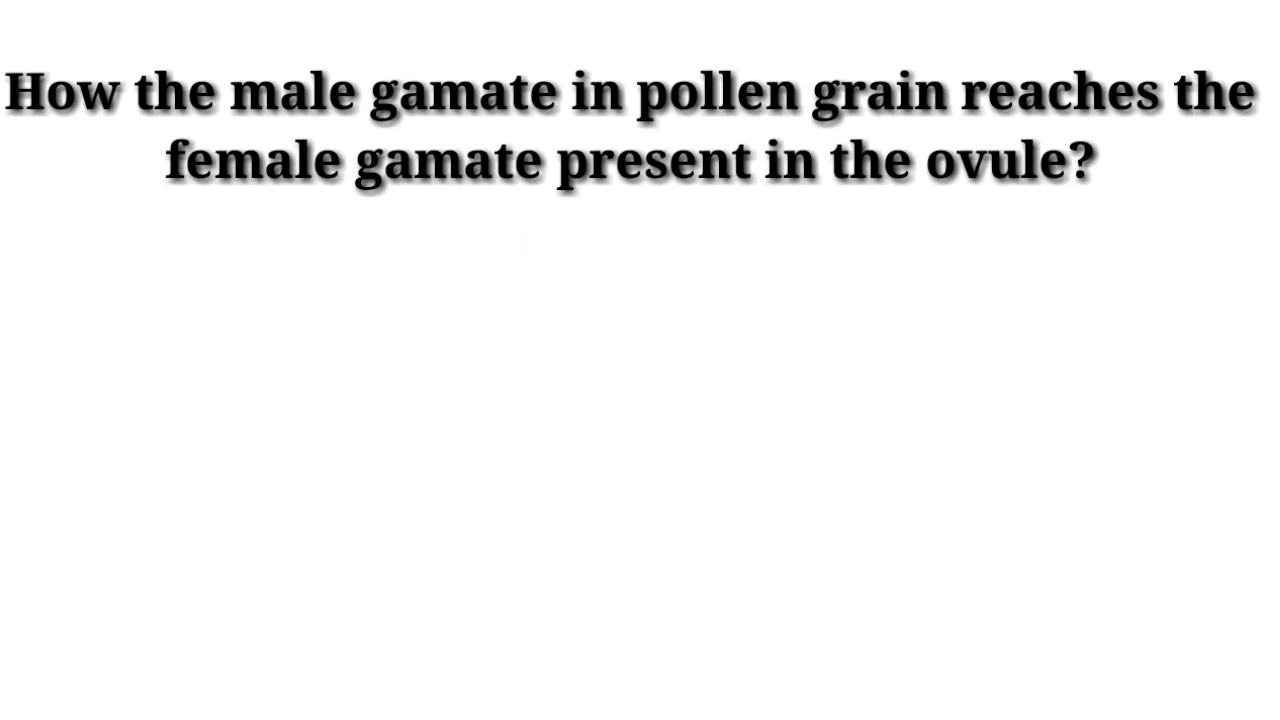 How the male gamate in pollen grain reaches the
female gamate present in the ovule?